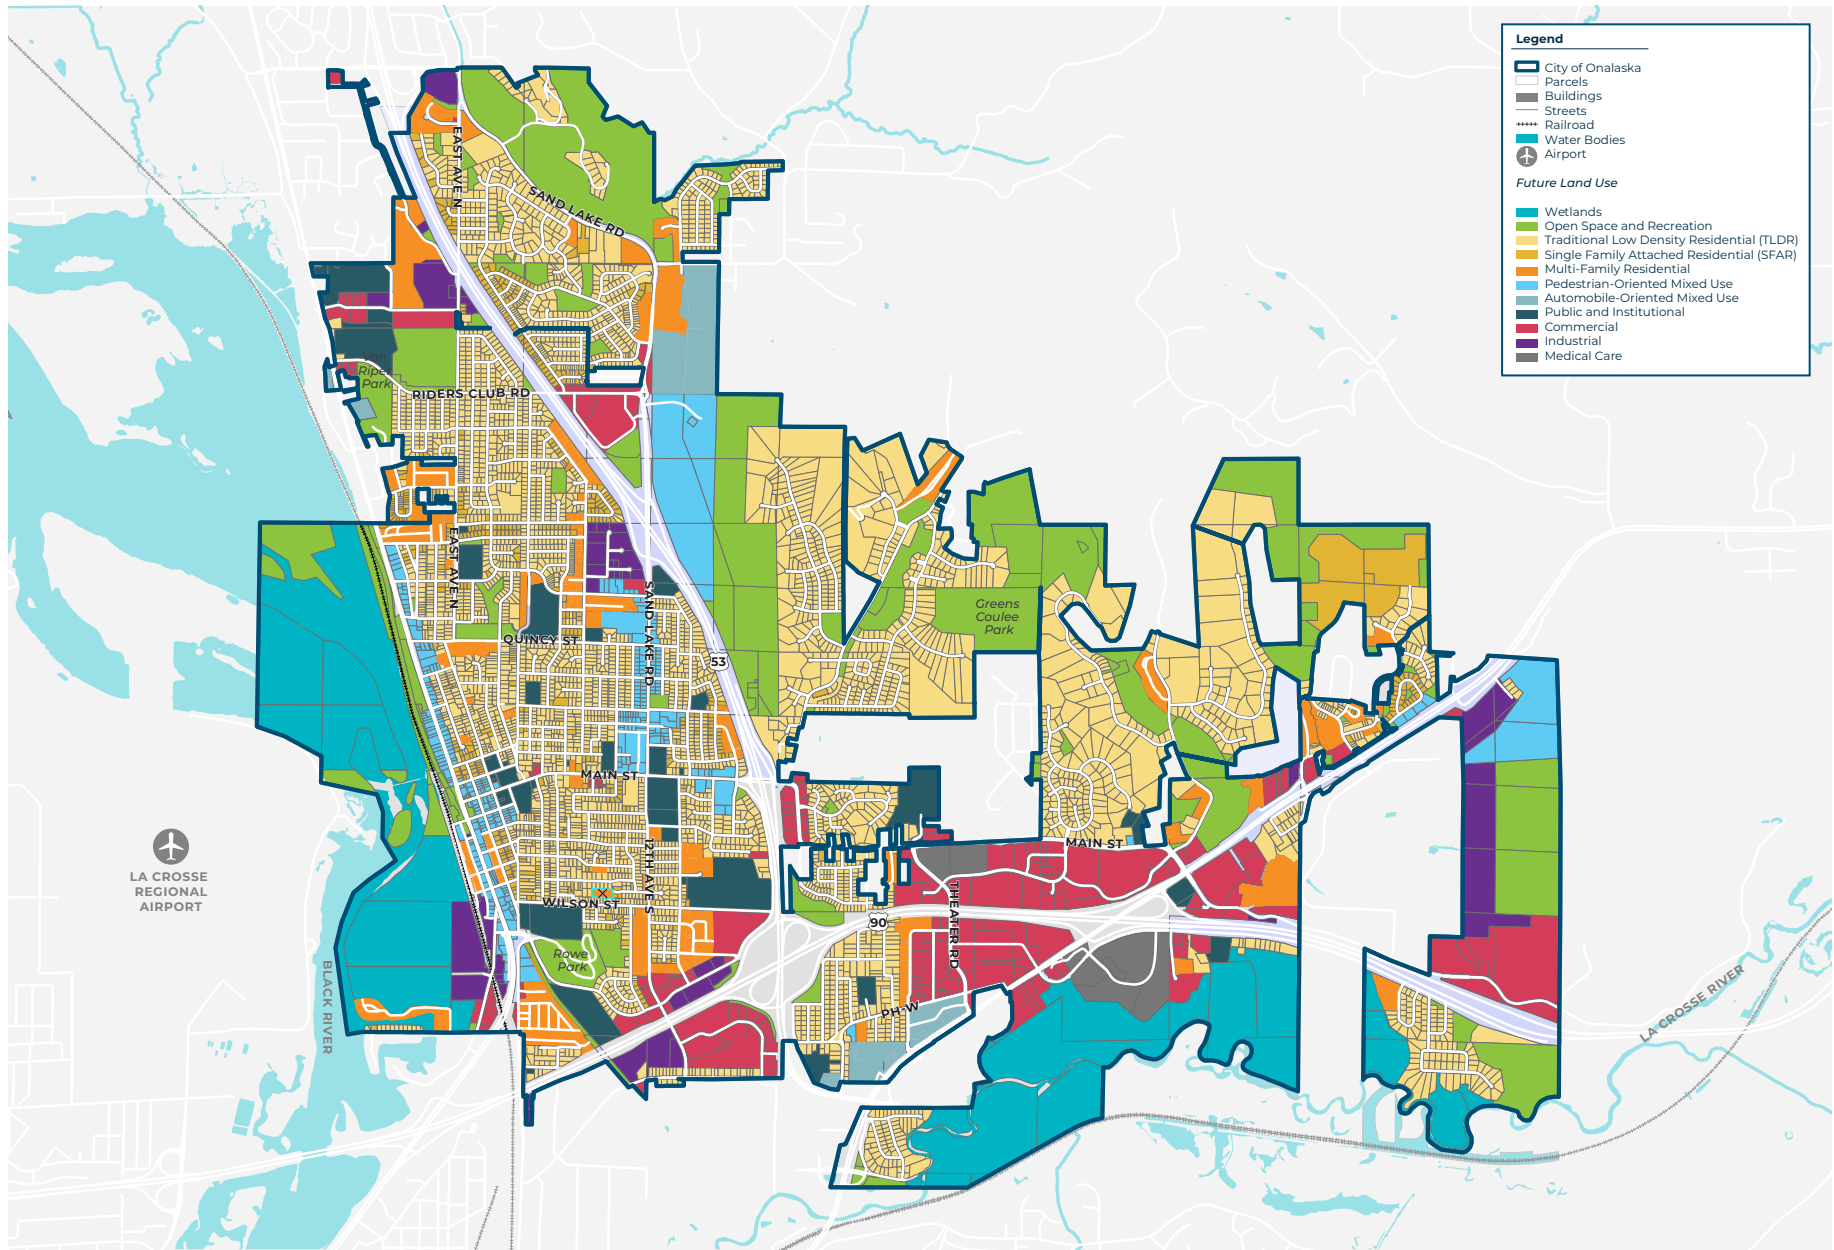 Legend
City of Onalaska
Parcels
Buildings
Streets
Railroad
Water Bodies
Airport
Future Land Use
Wetlands
Open Space and Recreation
Traditional Low Density Residential (TLDR)
Single Family Attached Residential (SFAR)
Multi-Family Residential
Pedestrian-Oriented Mixed Use
Automobile-Oriented Mixed Use
Public and Institutional
Commercial
Industrial
Medical Care
EAST AVE N
SAND LAKE RD
Van
Riper
Park
RIDERS CLUB RD
EAST AVE N
SAND LAKE RD
QUINCY ST
53
Greens
Coulee
Park
MAIN ST
MAIN ST
12TH AVE S
WILSON ST
THEATER RD
90
Rowe
Park
PH-W
LA CROSSE
REGIONAL
AIRPORT
BLACK RIVER
LA CROSSE RIVER